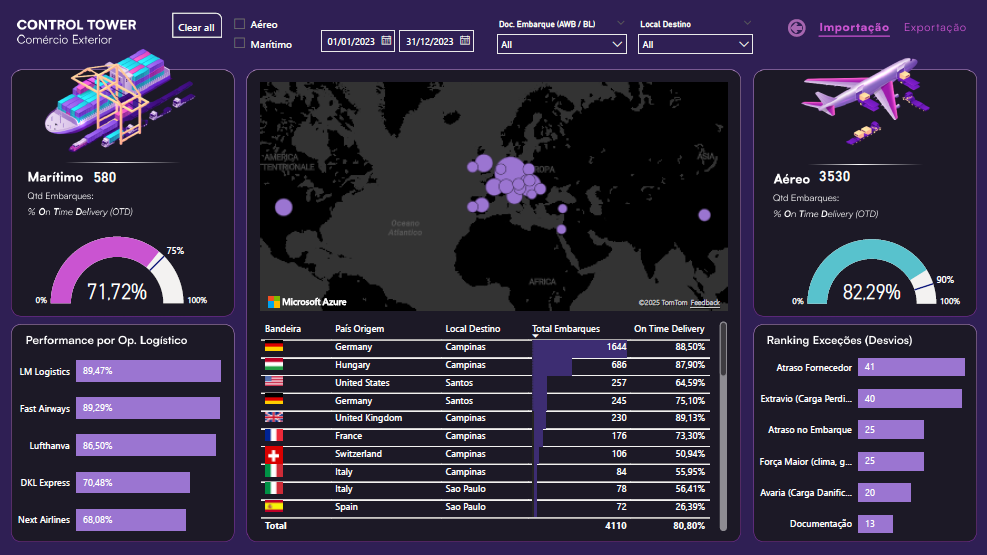 CONTROL TOWER
Comércio Exterior
Clear all
Aéreo
Marítimo
01/01/2023
31/12/2023
Doc. Embarque (AWB / BL)
All
Local Destino
All
Importação
Exportação
Marítimo 580
Qtd Embarques:
% On Time Delivery (OTD)
75%
71,72%
0%
100%
AMÉRICA
SETENTRIONALE
EUROPA
ÁSIA
Oceano
Atlantico
AFRICA
Microsoft Azure
©2025 TomTom Feedback
Aéreo 3530
Qtd Embarques:
% On Time Delivery (OTD)
90%
82,29%
0%
100%
Performance por Op. Logístico
LM Logistics 89,47%
Fast Airways 89,29%
Lufthanva 86,50%
DKL Express 70,48%
Next Airlines 68,08%
Bandeira País Origem Local Destino Total Embarques On Time Delivery
Germany Campinas 1644 88,50%
Hungary Campinas 686 87,90%
United States Santos 257 64,59%
Germany Santos 245 75,10%
United Kingdom Campinas 230 89,13%
France Campinas 176 73,30%
Switzerland Campinas 106 50,94%
Italy Campinas 84 55,95%
Italy Sao Paulo 78 56,41%
Spain Sao Paulo 72 26,39%
Total 4110 80,80%
Ranking Exceções (Desvios)
Atraso Fornecedor 41
Extravio (Carga Perdi... 40
Atraso no Embarque 25
Força Maior (clima, g... 25
Avaria (Carga Danific... 20
Documentação 13